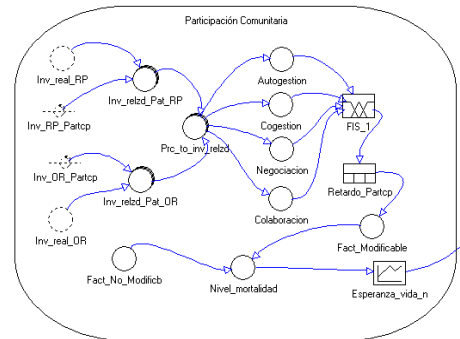 Participación Comunitaria
Inv_real_RP
Autogestion
Inv_relzd_Pat_RP
Inv_RP_Partcp
Cogestion
FIS_1
Prc_to_inv_relzd
Negociacion
Inv_OR_Partcp
Retardo_Partcp
Inv_relzd_Pat_OR
Colaboracion
Inv_real_OR
Fact_Modificable
Fact_No_Modificb
Nivel_mortalidad
Esperanza_vida_n